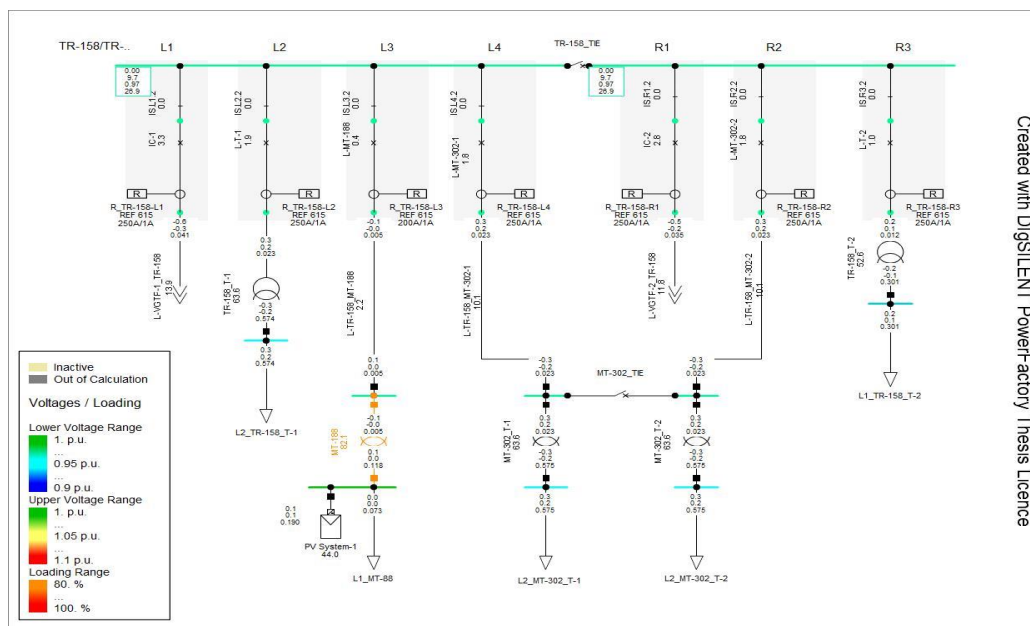 TR-158/TR-..
L1
L2
L3
L4
TR-158_TIE
R1
R2
R3
0.00
9.7
0.97
26.9
0.00
9.7
0.97
26.9
IS,L1.2
0.0
IS,L2.2
0.0
IS,L3.2
0.0
IS,L4.2
0.0
IS,R1.2
0.0
IS,R2.2
0.0
IS,R3.2
0.0
IC-1
3.3
L-T-1
1.9
L-MT-188
0.4
L-MT-302-1
1.8
IC-2
2.8
L-MT-302-2
1.8
L-T-2
1.0
R
R
R
R
R
R
R
R_TR-158-L1
REF 615
250A/1A
R_TR-158-L2
REF 615
250A/1A
R_TR-158-L3
REF 615
200A/1A
R_TR-158-L4
REF 615
250A/1A
R_TR-158-R1
REF 615
250A/1A
R_TR-158-R2
REF 615
250A/1A
R_TR-158-R3
REF 615
250A/1A
-0.6
-0.3
0.041
0.3
0.2
0.023
-0.1
-0.0
0.005
0.3
0.2
0.023
-0.5
-0.2
0.035
0.3
0.2
0.023
0.2
0.1
0.012
L-VGTF-1_TR-158
13.9
TR-158_T-1
63.6
L-TR-158_MT-188
2.2
L-TR-158_MT-302-1
10.1
L-VGTF-2_TR-158
11.8
L-TR-158_MT-302-2
10.1
TR-158_T-2
52.6
-0.2
-0.1
0.301
0.2
0.1
0.301
L1_TR-158_T-2
-0.3
-0.2
0.574
0.3
0.2
0.574
L2_TR-158_T-1
0.1
0.0
0.005
-0.3
-0.2
0.023
-0.3
-0.2
0.023
MT-302_TIE
-0.1
-0.0
0.005
0.3
0.2
0.023
0.3
0.2
0.023
MT-188
82.1
MT-302_T-1
63.6
MT-302_T-2
63.6
0.1
0.0
0.118
-0.3
-0.2
0.575
-0.3
-0.2
0.575
0.1
0.1
0.190
0.0
0.0
0.073
0.3
0.2
0.575
0.3
0.2
0.575
PV System-1
44.0
L1_MT-88
L2_MT-302_T-1
L2_MT-302_T-2
Inactive
Out of Calculation
Voltages / Loading
Lower Voltage Range
1. p.u.
...
0.95 p.u.
...
0.9 p.u.
Upper Voltage Range
1. p.u.
...
1.05 p.u.
...
1.1 p.u.
Loading Range
80. %
...
100. %
Created with DIgSILENT PowerFactory Thesis Licence